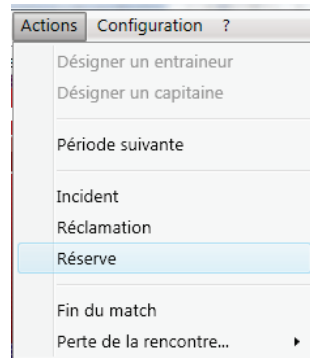 Actions Configuration ?
Désigner un entraineur
Désigner un capitaine
Période suivante
Incident
Réclamation
Réserve
Fin du match
Perte de la rencontre...